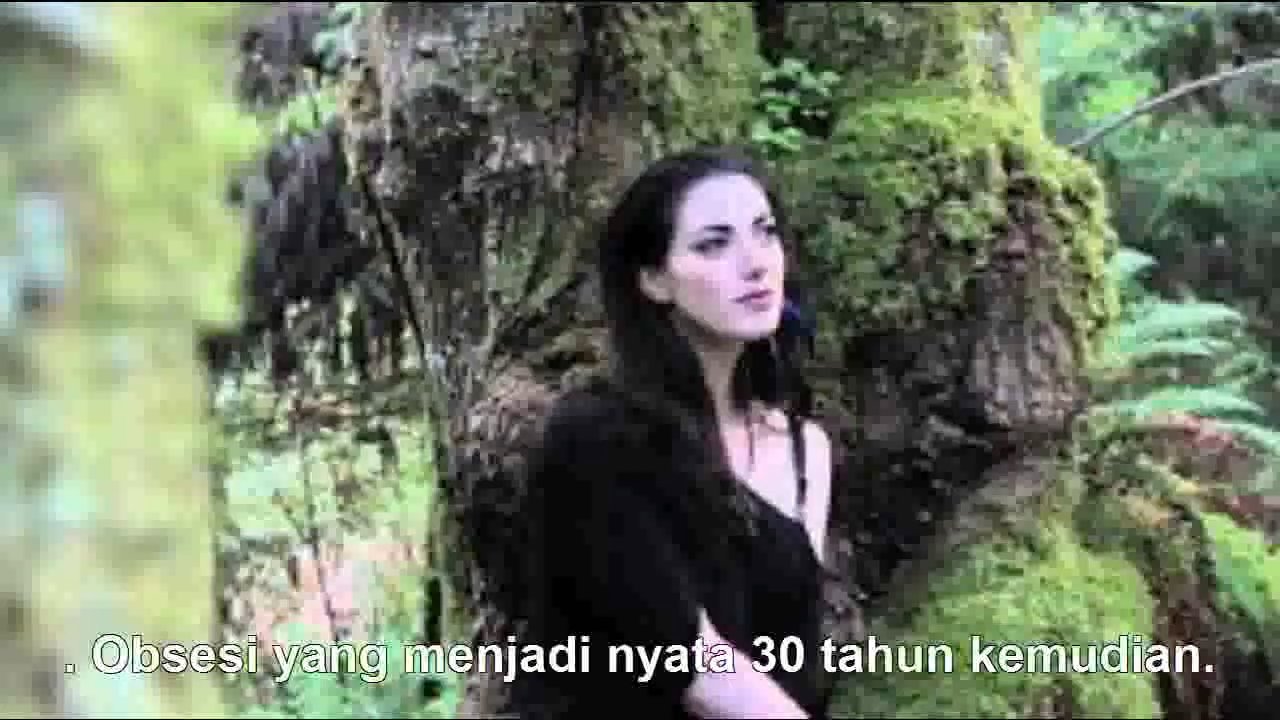 . Obsesi yang menjadi nyata 30 tahun kemudian.